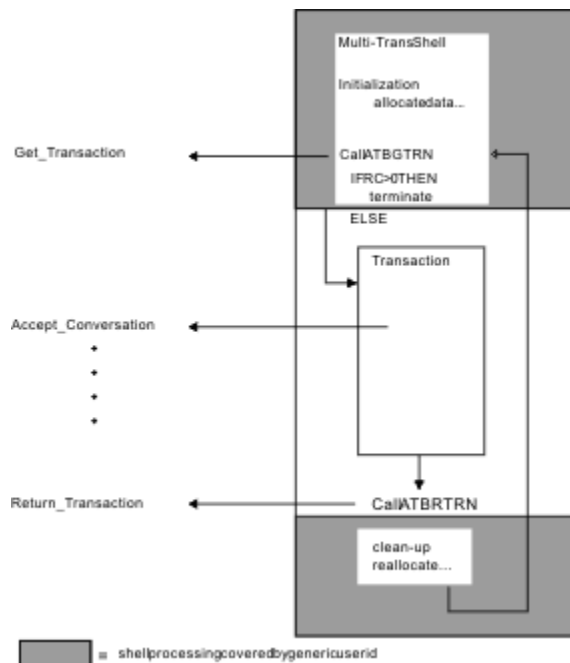 Multi-TransShell
Initialization
allocatedata...
Get_Transaction
CallATBGTRN
IFRC>0THEN
terminate
ELSE
Transaction
Accept_Conversation
Return_Transaction
CallATBRTRN
clean-up
reallocate...
= shellprocessingcoveredbygenericuserid